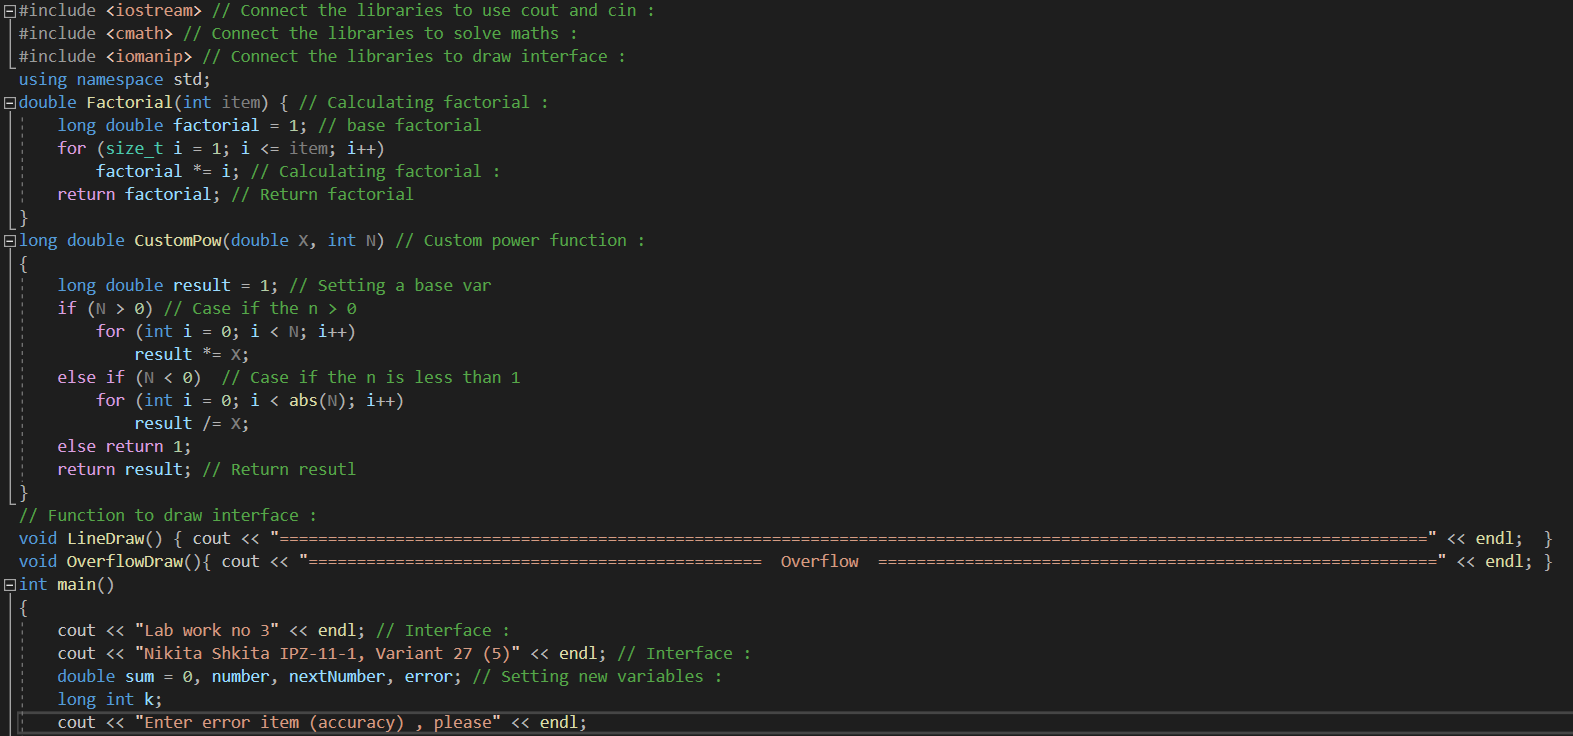 #include <iostream> // Connect the libraries to use cout and cin :
#include <cmath> // Connect the libraries to solve maths :
#include <iomanip> // Connect the libraries to draw interface :
using namespace std;
double Factorial(int item) { // Calculating factorial :
    long double factorial = 1; // base factorial
    for (size_t i = 1; i <= item; i++)
        factorial *= i; // Calculating factorial :
    return factorial; // Return factorial
}
long double CustomPow(double X, int N) // Custom power function :
{
    long double result = 1; // Setting a base var
    if (N > 0) // Case if the n > 0
        for (int i = 0; i < N; i++)
            result *= X;
    else if (N < 0)  // Case if the n is less than 1
        for (int i = 0; i < abs(N); i++)
            result /= X;
    else return 1;
    return result; // Return resutl
}
// Function to draw interface :
void LineDraw() { cout << "=======================================================================================================================" << endl;  }
void OverflowDraw(){ cout << "===============================================  Overflow  ==========================================================" << endl; }
int main()
{
    cout << "Lab work no 3" << endl; // Interface :
    cout << "Nikita Shkita IPZ-11-1, Variant 27 (5)" << endl; // Interface :
    double sum = 0, number, nextNumber, error; // Setting new variables :
    long int k;
    cout << "Enter error item (accuracy) , please" << endl;